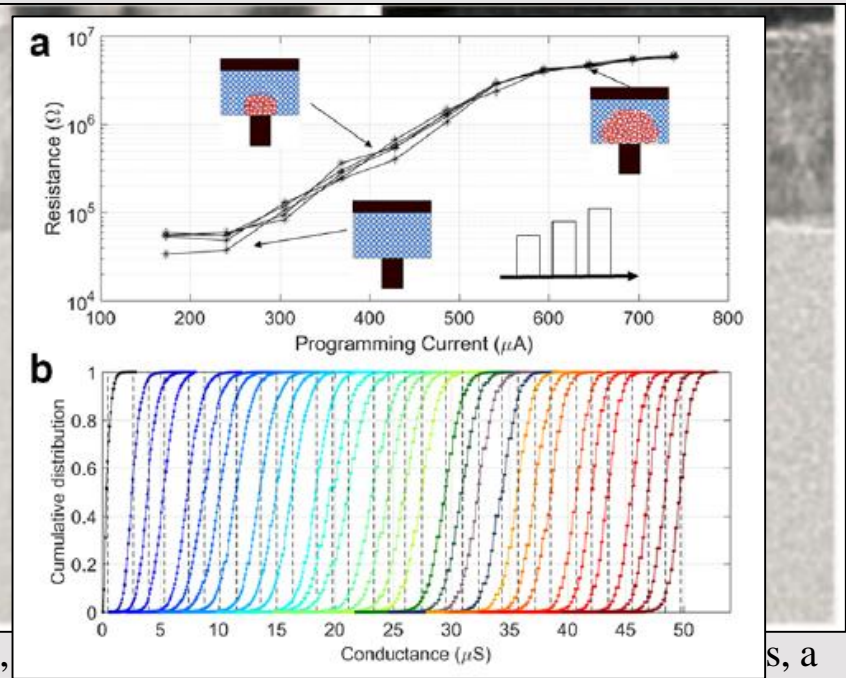 a
10⁷
10⁶
10⁵
10⁴
Resistance (Ω)
100 200 300 400 500 600 700 800
Programming Current (μA)
b
1
0.8
0.6
0.4
0.2
0
Cumulative distribution
0 5 10 15 20 25 30 35 40 45 50
Conductance (μS)
, s, a